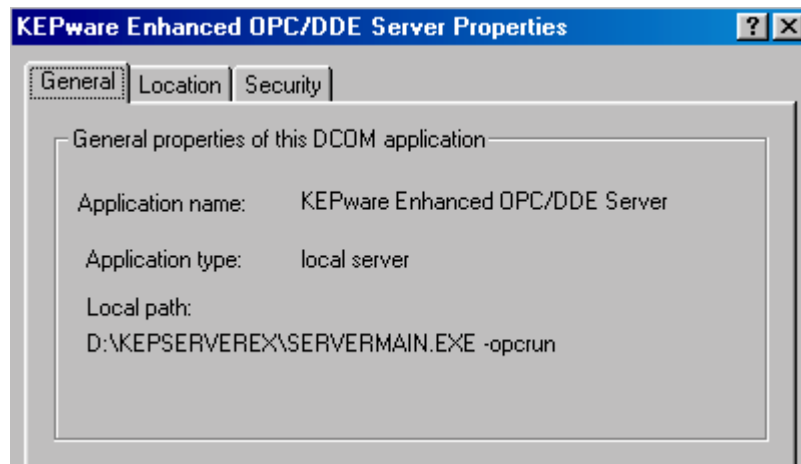 KEPware Enhanced OPC/DDE Server Properties
General Location Security
General properties of this DCOM application
Application name: KEPware Enhanced OPC/DDE Server
Application type: local server
Local path:
D:\KEPSERVEREX\SERVERMAIN.EXE -opcrun